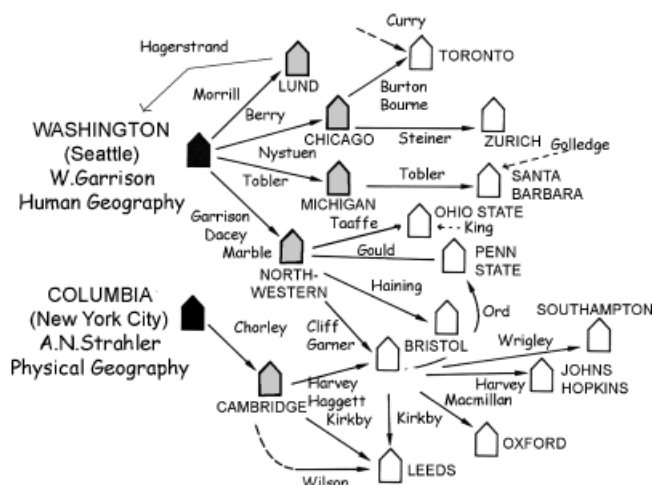 Curry
Hagerstrand
TORONTO
LUND
Morrill
Burton
Bourne
Berry
WASHINGTON
(Seattle)
W.Garrison
Human Geography
CHICAGO
Steiner
ZURICH
Golledge
Nystuen
Tobler
Tobler
SANTA
BARBARA
MICHIGAN
Garrison
Dacey
Marble
Taaffe
OHIO STATE
King
Gould
PENN
STATE
NORTH-
WESTERN
Haining
Ord
COLUMBIA
(New York City)
A.N.Strahler
Physical Geography
Chorley
Cliff
Garner
BRISTOL
SOUTHAMPTON
Wrigley
JOHNS
HOPKINS
Harvey
Macmillan
CAMBRIDGE
Harvey
Haggett
Kirkby
Kirkby
OXFORD
Wilson
LEEDS